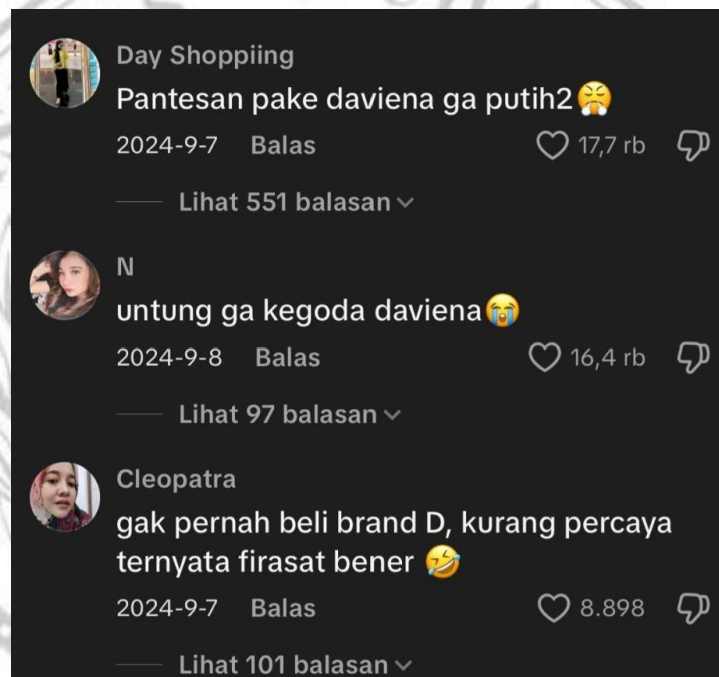 Day Shoppiing
Pantesan pake daviena ga putih2😤
2024-9-7 Balas 17,7 rb
Lihat 551 balasan
N
untung ga kegoda daviena😭
2024-9-8 Balas 16,4 rb
Lihat 97 balasan
Cleopatra
gak pernah beli brand D, kurang percaya
ternyata firasat bener 🤣
2024-9-7 Balas 8.898
Lihat 101 balasan